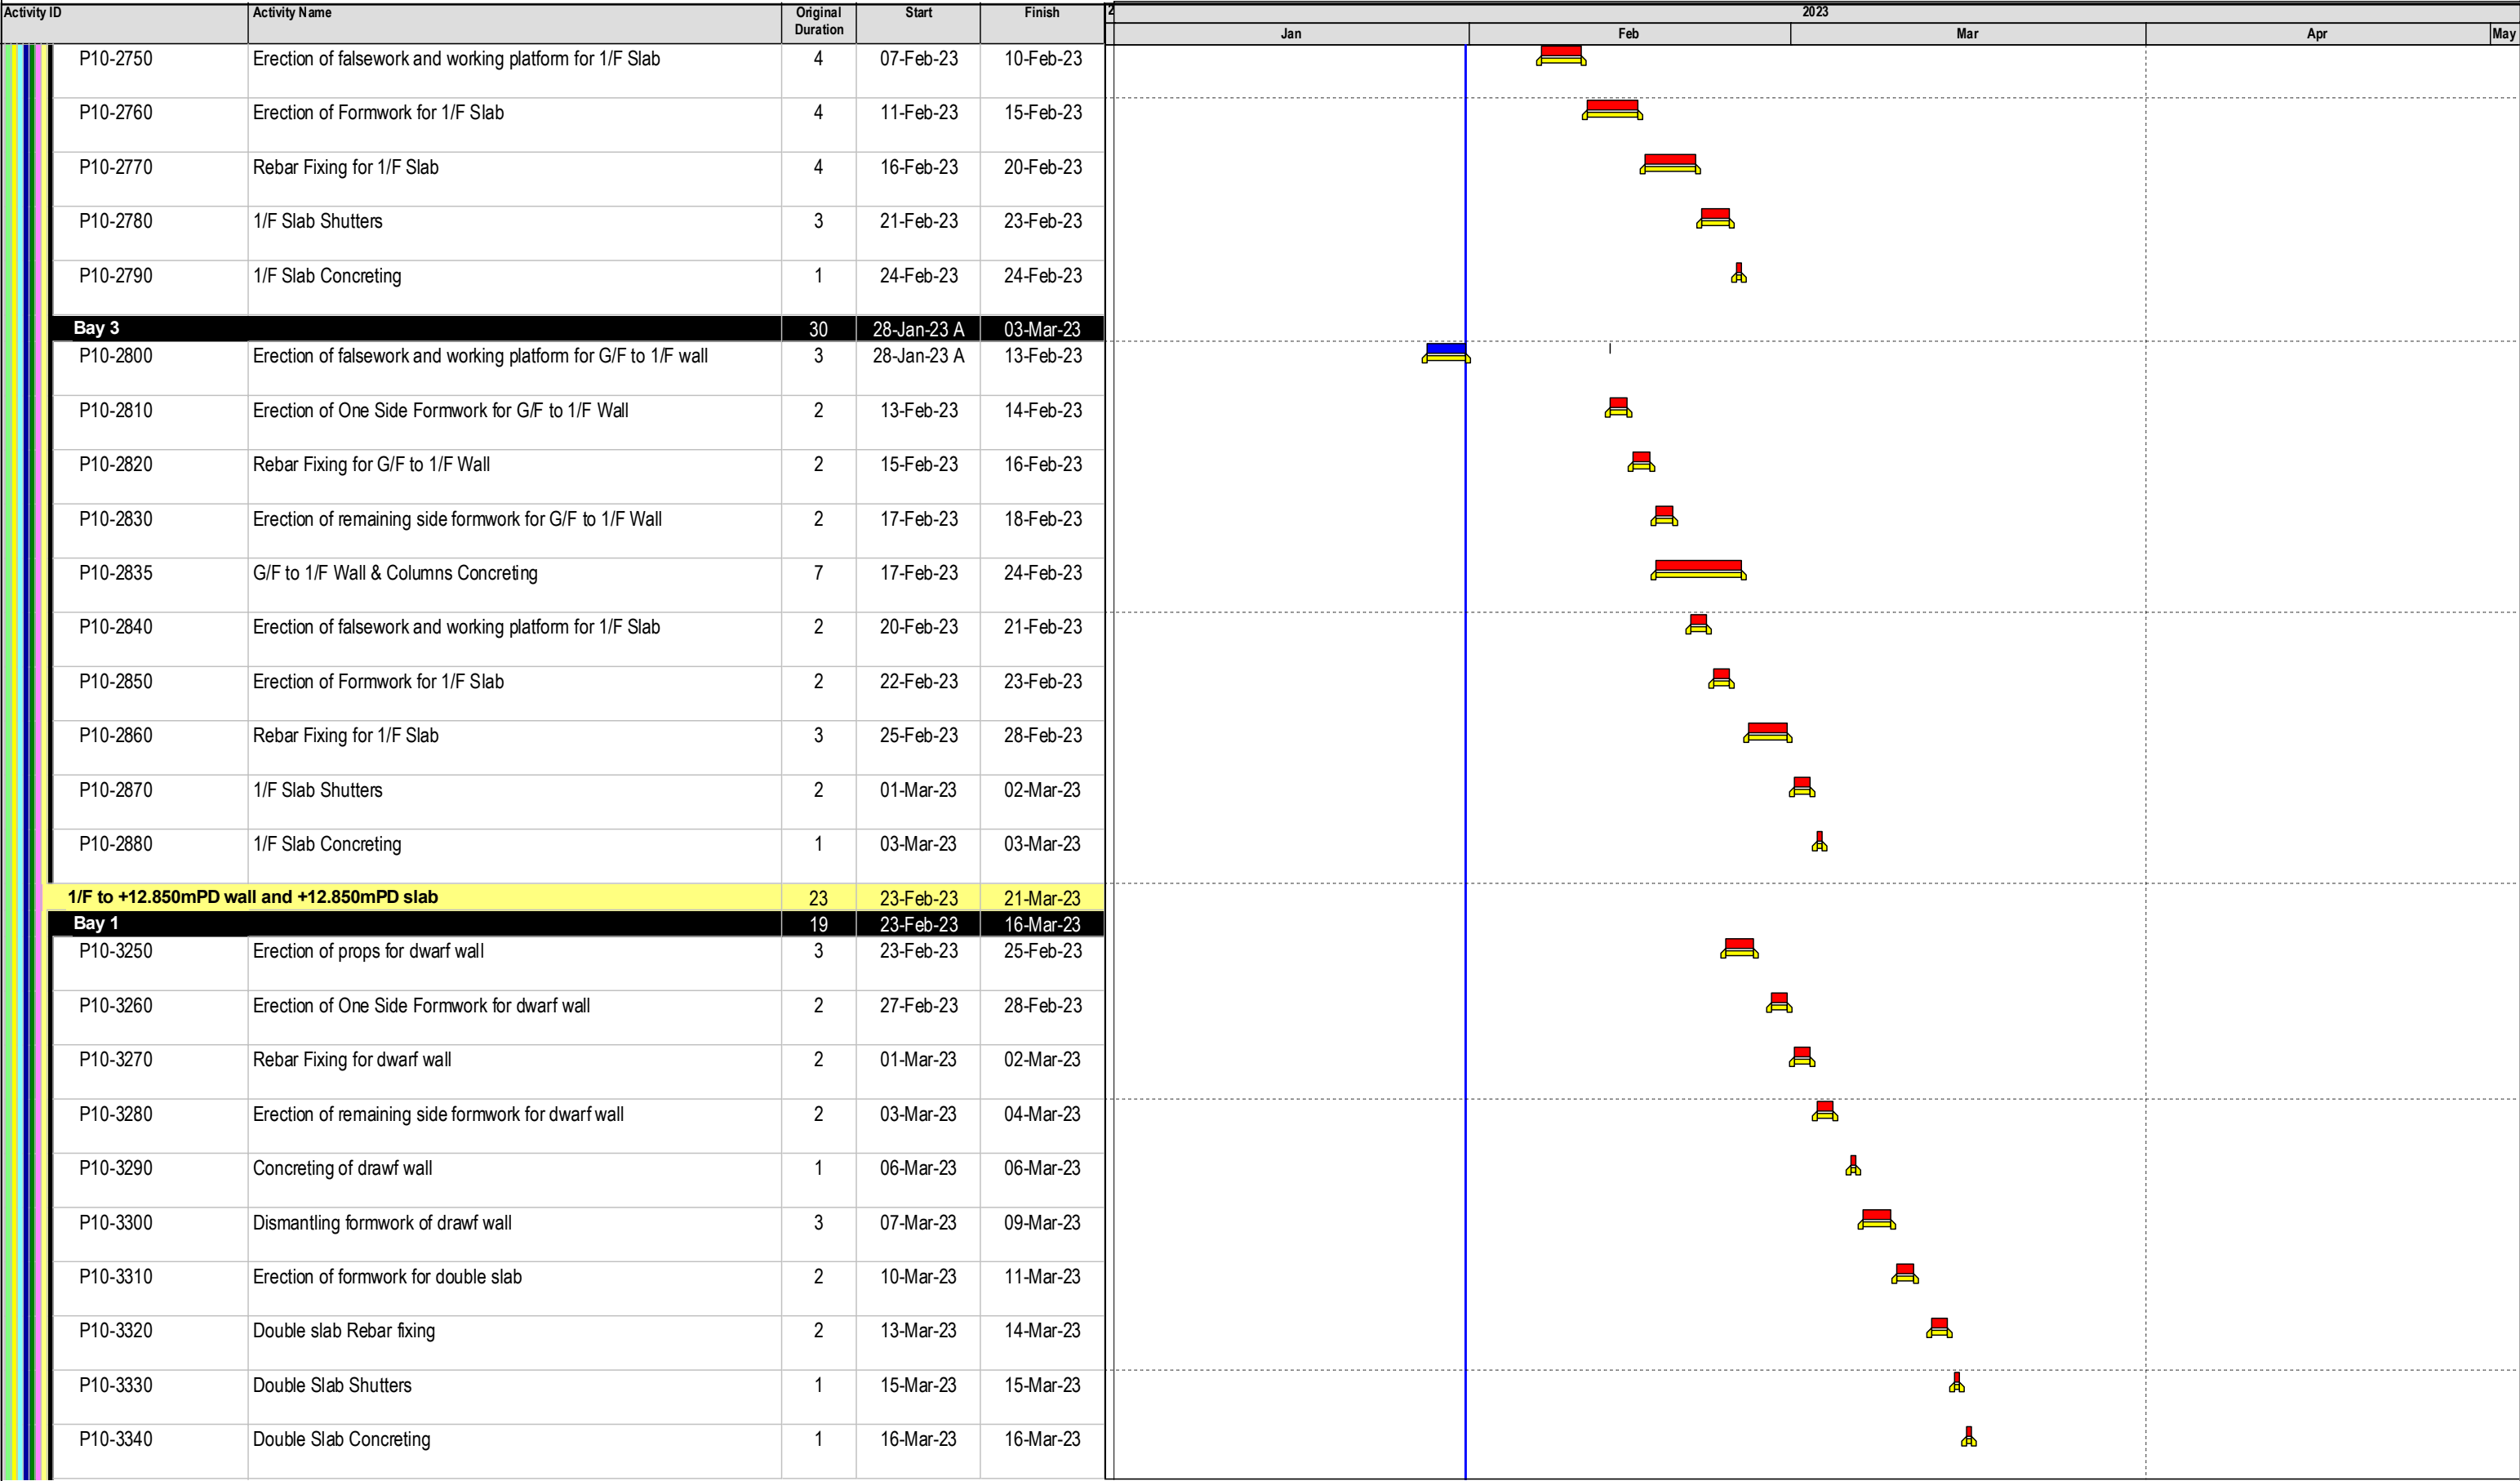 Activity ID Activity Name Original Duration Start Finish 2 2023
Jan Feb Mar Apr May
P10-2750 Erection of falsework and working platform for 1/F Slab 4 07-Feb-23 10-Feb-23
P10-2760 Erection of Formwork for 1/F Slab 4 11-Feb-23 15-Feb-23
P10-2770 Rebar Fixing for 1/F Slab 4 16-Feb-23 20-Feb-23
P10-2780 1/F Slab Shutters 3 21-Feb-23 23-Feb-23
P10-2790 1/F Slab Concreting 1 24-Feb-23 24-Feb-23
Bay 3 30 28-Jan-23 A 03-Mar-23
P10-2800 Erection of falsework and working platform for G/F to 1/F wall 3 28-Jan-23 A 13-Feb-23
P10-2810 Erection of One Side Formwork for G/F to 1/F Wall 2 13-Feb-23 14-Feb-23
P10-2820 Rebar Fixing for G/F to 1/F Wall 2 15-Feb-23 16-Feb-23
P10-2830 Erection of remaining side formwork for G/F to 1/F Wall 2 17-Feb-23 18-Feb-23
P10-2835 G/F to 1/F Wall & Columns Concreting 7 17-Feb-23 24-Feb-23
P10-2840 Erection of falsework and working platform for 1/F Slab 2 20-Feb-23 21-Feb-23
P10-2850 Erection of Formwork for 1/F Slab 2 22-Feb-23 23-Feb-23
P10-2860 Rebar Fixing for 1/F Slab 3 25-Feb-23 28-Feb-23
P10-2870 1/F Slab Shutters 2 01-Mar-23 02-Mar-23
P10-2880 1/F Slab Concreting 1 03-Mar-23 03-Mar-23
1/F to +12.850mPD wall and +12.850mPD slab 23 23-Feb-23 21-Mar-23
Bay 1 19 23-Feb-23 16-Mar-23
P10-3250 Erection of props for dwarf wall 3 23-Feb-23 25-Feb-23
P10-3260 Erection of One Side Formwork for dwarf wall 2 27-Feb-23 28-Feb-23
P10-3270 Rebar Fixing for dwarf wall 2 01-Mar-23 02-Mar-23
P10-3280 Erection of remaining side formwork for dwarf wall 2 03-Mar-23 04-Mar-23
P10-3290 Concreting of drawf wall 1 06-Mar-23 06-Mar-23
P10-3300 Dismantling formwork of drawf wall 3 07-Mar-23 09-Mar-23
P10-3310 Erection of formwork for double slab 2 10-Mar-23 11-Mar-23
P10-3320 Double slab Rebar fixing 2 13-Mar-23 14-Mar-23
P10-3330 Double Slab Shutters 1 15-Mar-23 15-Mar-23
P10-3340 Double Slab Concreting 1 16-Mar-23 16-Mar-23